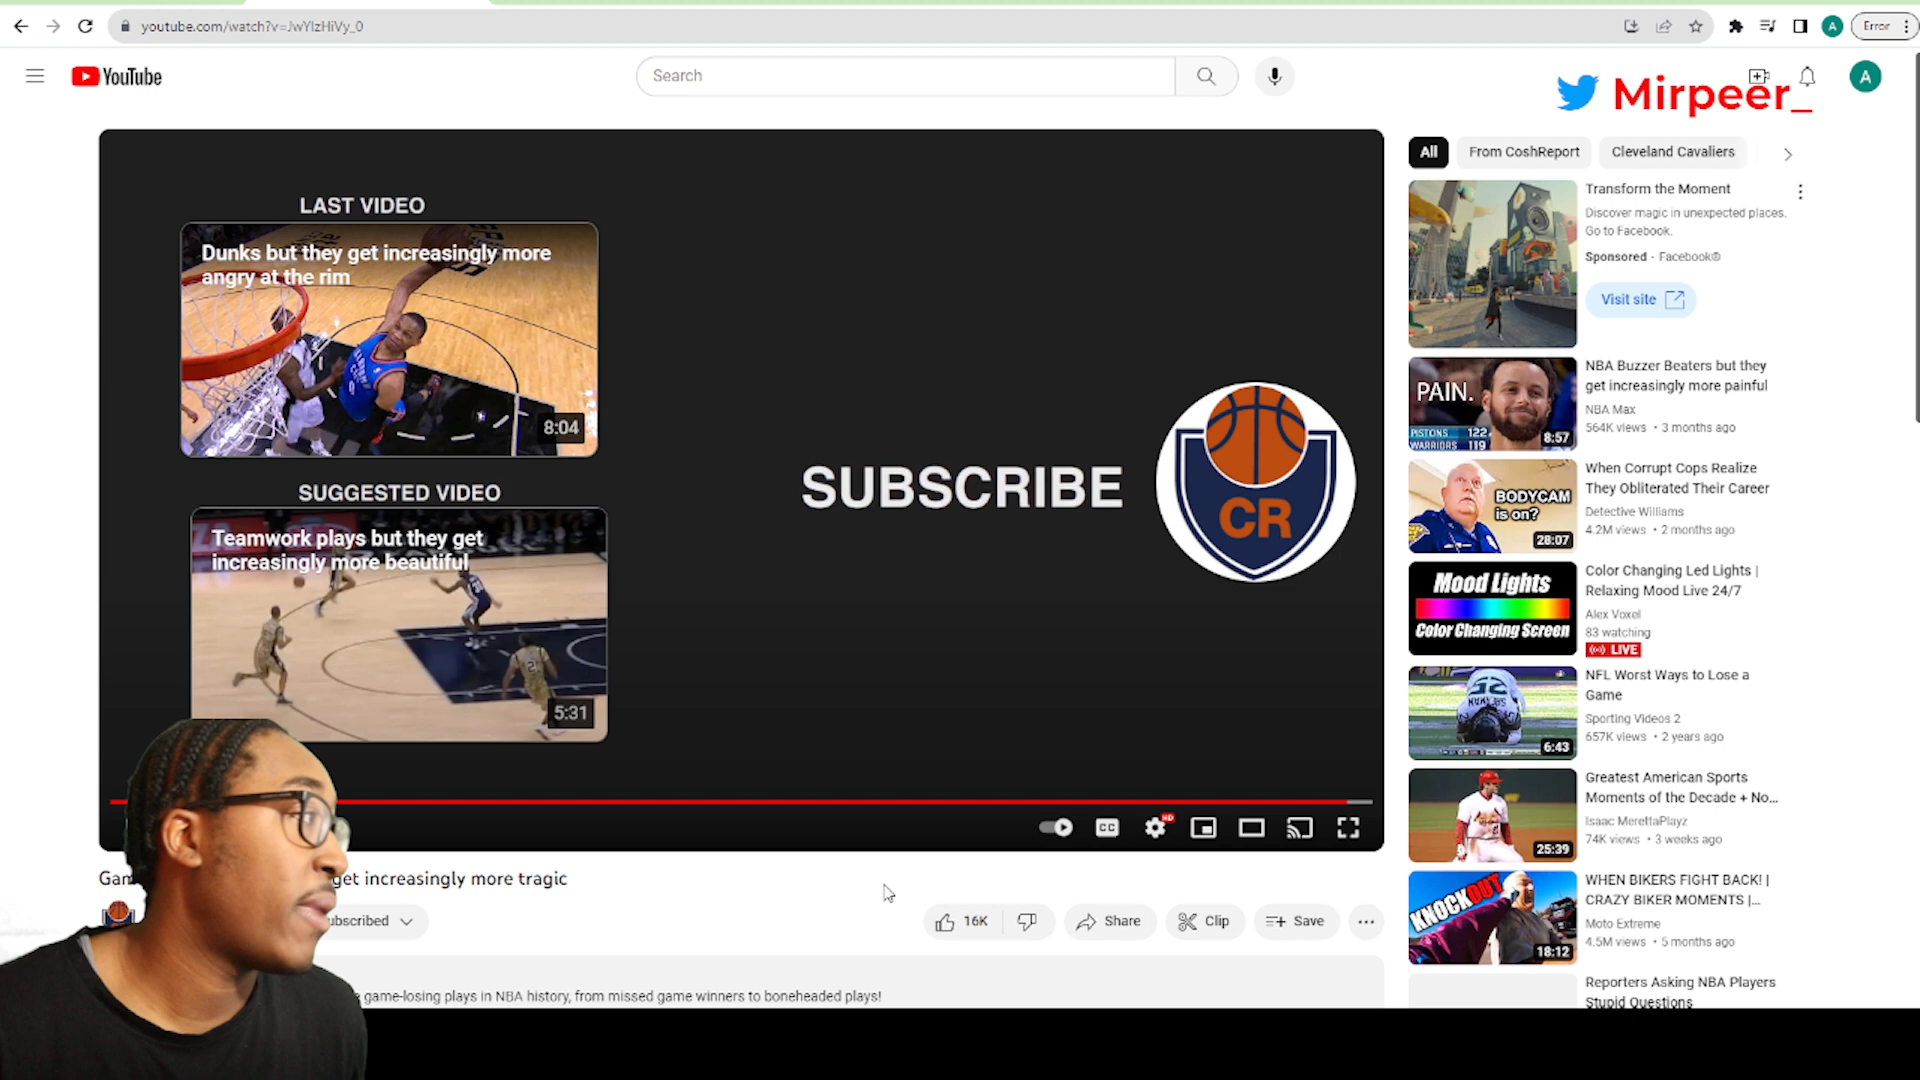 youtube.com/watch?v=JwYlzHiVy_0
A
Error
YouTube
Search
Mirpeer_
A
LAST VIDEO
Dunks but they get increasingly more
angry at the rim
8:04
SUGGESTED VIDEO
Teamwork plays but they get
increasingly more beautiful
5:31
SUBSCRIBE
CR
CC
HD
get increasingly more tragic
16K
Share
Clip
Save
game-losing plays in NBA history, from missed game winners to boneheaded plays!
All
From CoshReport
Cleveland Cavaliers
Transform the Moment
Discover magic in unexpected places.
Go to Facebook.
Sponsored · Facebook®
Visit site
PAIN.
PISTONS 122
WARRIORS 119
8:57
NBA Buzzer Beaters but they
get increasingly more painful
NBA Max
564K views • 3 months ago
BODYCAM
is on?
28:07
When Corrupt Cops Realize
They Obliterated Their Career
Detective Williams
4.2M views • 2 months ago
Mood Lights
Color Changing Screen
Color Changing Led Lights |
Relaxing Mood Live 24/7
Alex Voxel
83 watching
LIVE
6:43
NFL Worst Ways to Lose a
Game
Sporting Videos 2
657K views • 2 years ago
25:39
Greatest American Sports
Moments of the Decade + No...
Isaac MerettaPlayz
74K views • 3 weeks ago
KNOCKOUT
18:12
WHEN BIKERS FIGHT BACK! |
CRAZY BIKER MOMENTS |...
Moto Extreme
4.5M views • 5 months ago
Reporters Asking NBA Players
Stupid Questions